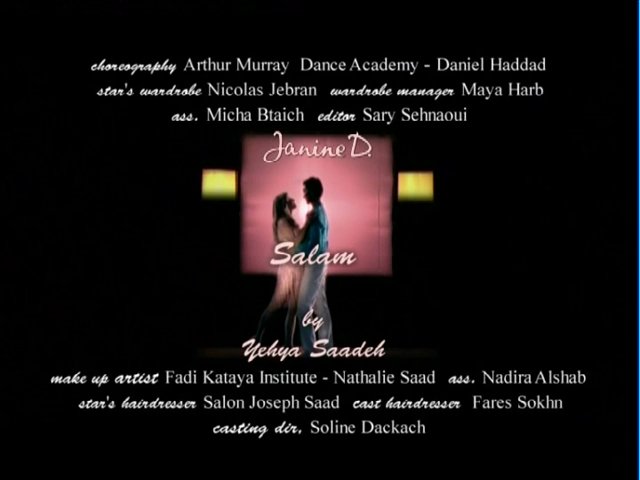 choreography Arthur Murray Dance Academy - Daniel Haddad
star's wardrobe Nicolas Jebran wardrobe manager Maya Harb
ass. Micha Btaich editor Sary Sehnaoui
Janine D.
Salam
by
Yehya Saadeh
make up artist Fadi Kataya Institute - Nathalie Saad ass. Nadira Alshab
star's hairdresser Salon Joseph Saad cast hairdresser Fares Sokhn
casting dir. Soline Dackach